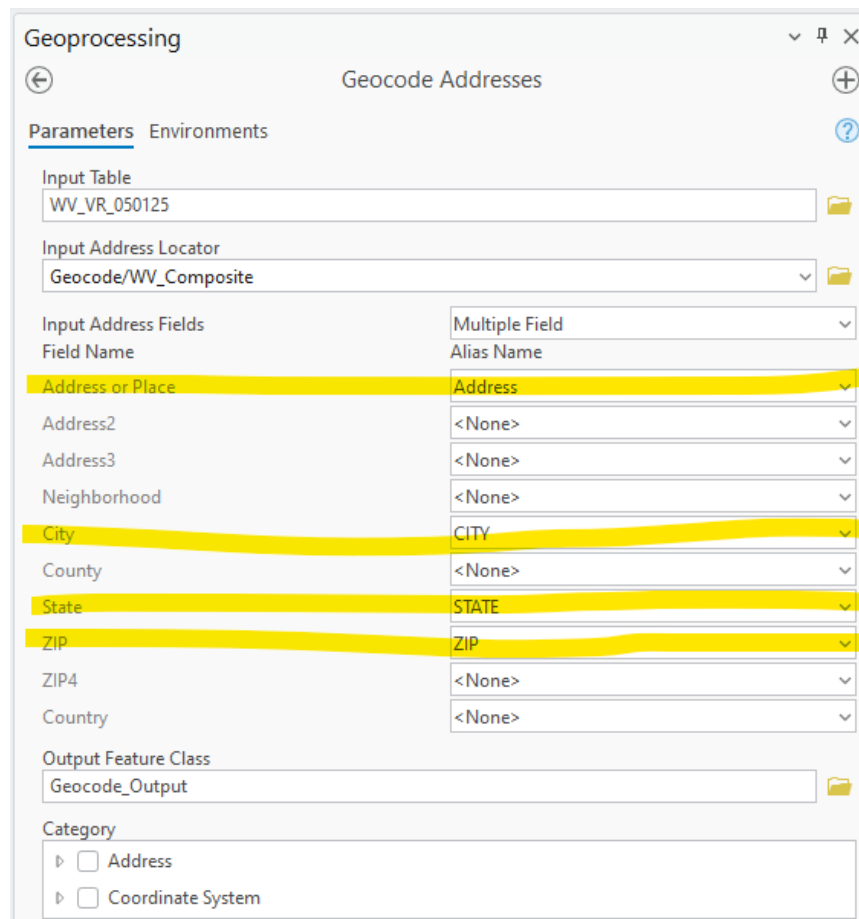 Geoprocessing
Geocode Addresses
Parameters Environments
Input Table
WV_VR_050125
Input Address Locator
Geocode/WV_Composite
Input Address Fields Multiple Field
Field Name Alias Name
Address or Place Address
Address2 <None>
Address3 <None>
Neighborhood <None>
City CITY
County <None>
State STATE
ZIP ZIP
ZIP4 <None>
Country <None>
Output Feature Class
Geocode_Output
Category
Address
Coordinate System